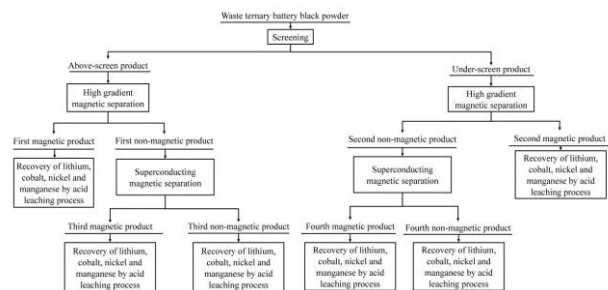 Waste ternary battery black powder
Screening
Above-screen product
Under-screen product
High gradient
magnetic separation
High gradient
magnetic separation
First magnetic product
First non-magnetic product
Second non-magnetic product
Second magnetic product
Recovery of lithium,
cobalt, nickel and
manganese by acid
leaching process
Superconducting
magnetic separation
Superconducting
magnetic separation
Recovery of lithium,
cobalt, nickel and
manganese by acid
leaching process
Third magnetic product
Third non-magnetic product
Fourth magnetic product
Fourth non-magnetic product
Recovery of lithium,
cobalt, nickel and
manganese by acid
leaching process
Recovery of lithium,
cobalt, nickel and
manganese by acid
leaching process
Recovery of lithium,
cobalt, nickel and
manganese by acid
leaching process
Recovery of lithium,
cobalt, nickel and
manganese by acid
leaching process